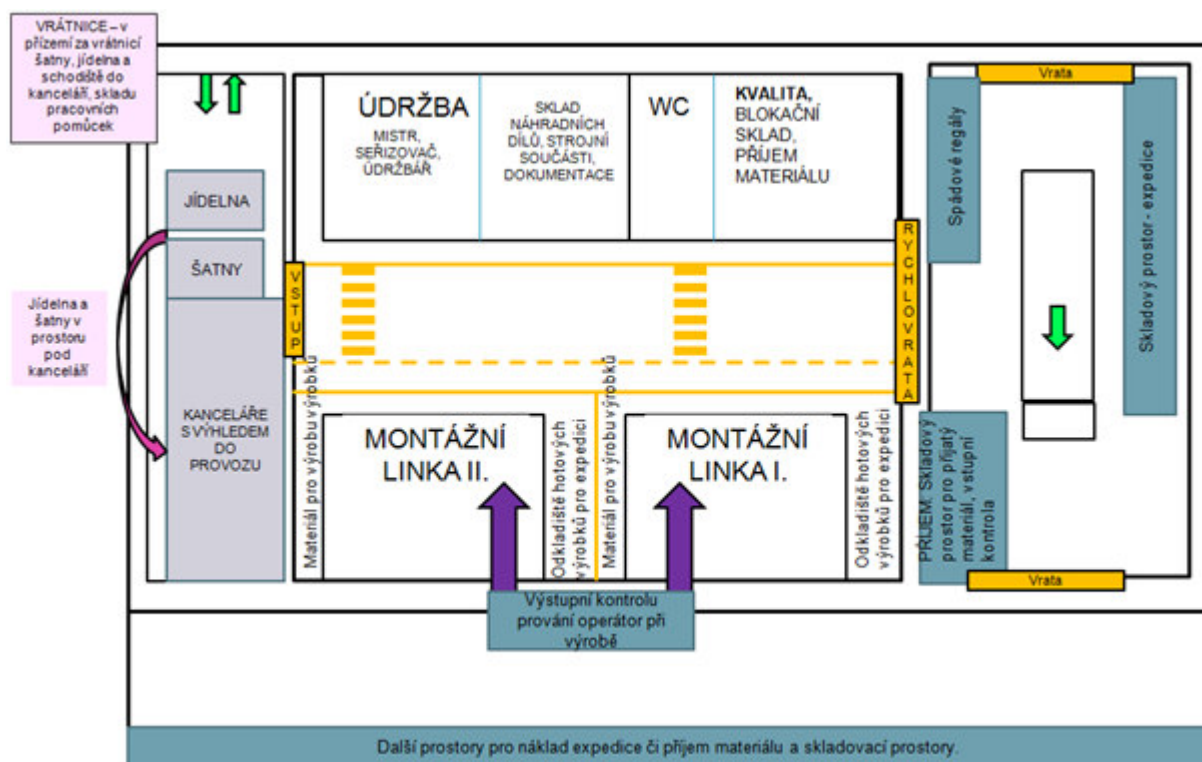 VRÁTNICE – v
přízemí za vrátnicí
šatny, jídelna a
schodiště do
kanceláří, skladu
pracovních
pomůcek
JÍDELNA
ŠATNY
Jídelna a
šatny v
prostoru
pod
kanceláří
KANCELÁŘE
S VÝHLEDEM
DO
PROVOZU
VSTUP
ÚDRŽBA
MISTR,
SEŘIZOVAČ,
ÚDRŽBÁŘ
SKLAD
NÁHRADNÍCH
DÍLŮ, STROJNÍ
SOUČÁSTI,
DOKUMENTACE
WC
KVALITA,
BLOKAČNÍ
SKLAD,
PŘÍJEM
MATERIÁLU
RYCHLOVRATA
Materiál pro výrobu výrobků
MONTÁŽNÍ
LINKA II.
Odkladiště hotových
výrobků pro expedici
Materiál pro výrobu výrobků
MONTÁŽNÍ
LINKA I.
Odkladiště hotových
výrobků pro expedici
Výstupní kontrolu
prování operátor při
výrobě
Vrata
Spádové regály
Skladový prostor - expedice
PŘÍJEM: Skladový
prostor pro přijatý
materiál, vstupní
kontrola
Vrata
Další prostory pro náklad expedice či příjem materiálu a skladovací prostory.